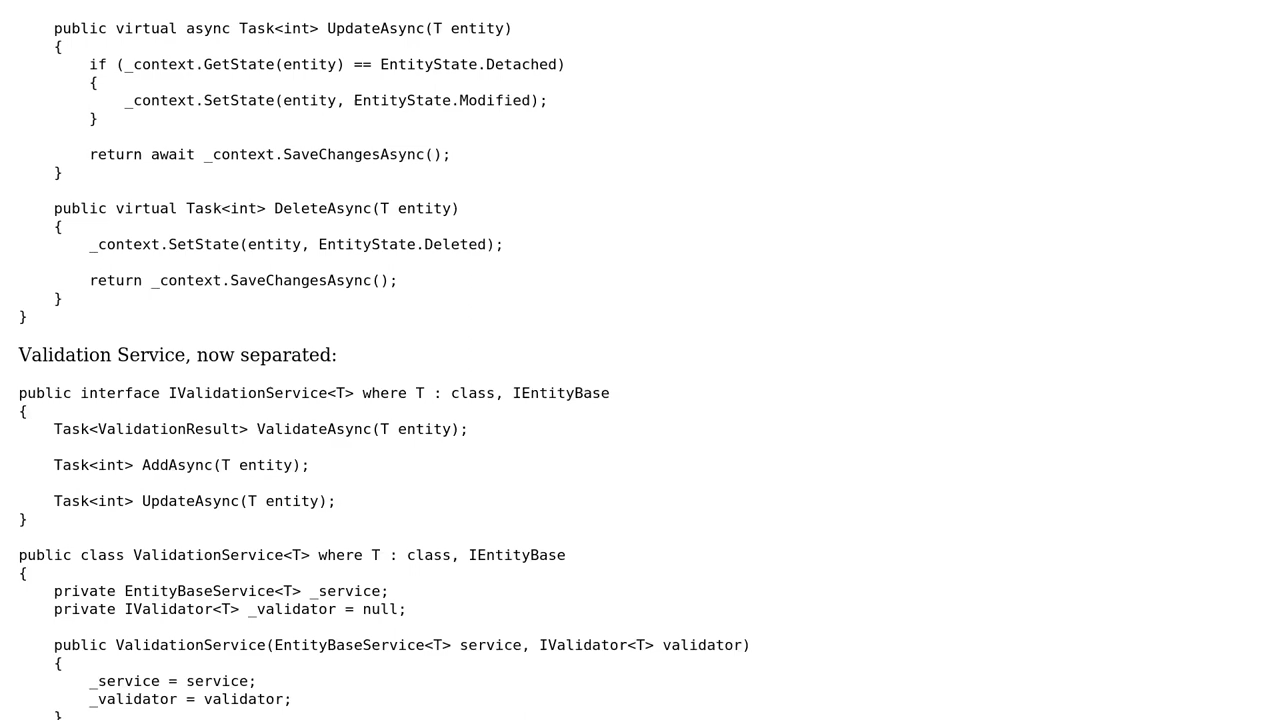 public virtual async Task<int> UpdateAsync(T entity)
{
if (_context.GetState(entity) == EntityState.Detached)
{
_context.SetState(entity, EntityState.Modified);
}
return await _context.SaveChangesAsync();
}
public virtual Task<int> DeleteAsync(T entity)
{
_context.SetState(entity, EntityState.Deleted);
return _context.SaveChangesAsync();
}
}
Validation Service, now separated:
public interface IValidationService<T> where T : class, IEntityBase
{
Task<ValidationResult> ValidateAsync(T entity);
Task<int> AddAsync(T entity);
Task<int> UpdateAsync(T entity);
}
public class ValidationService<T> where T : class, IEntityBase
{
private EntityBaseService<T> _service;
private IValidator<T> _validator = null;
public ValidationService(EntityBaseService<T> service, IValidator<T> validator)
{
_service = service;
_validator = validator;
}